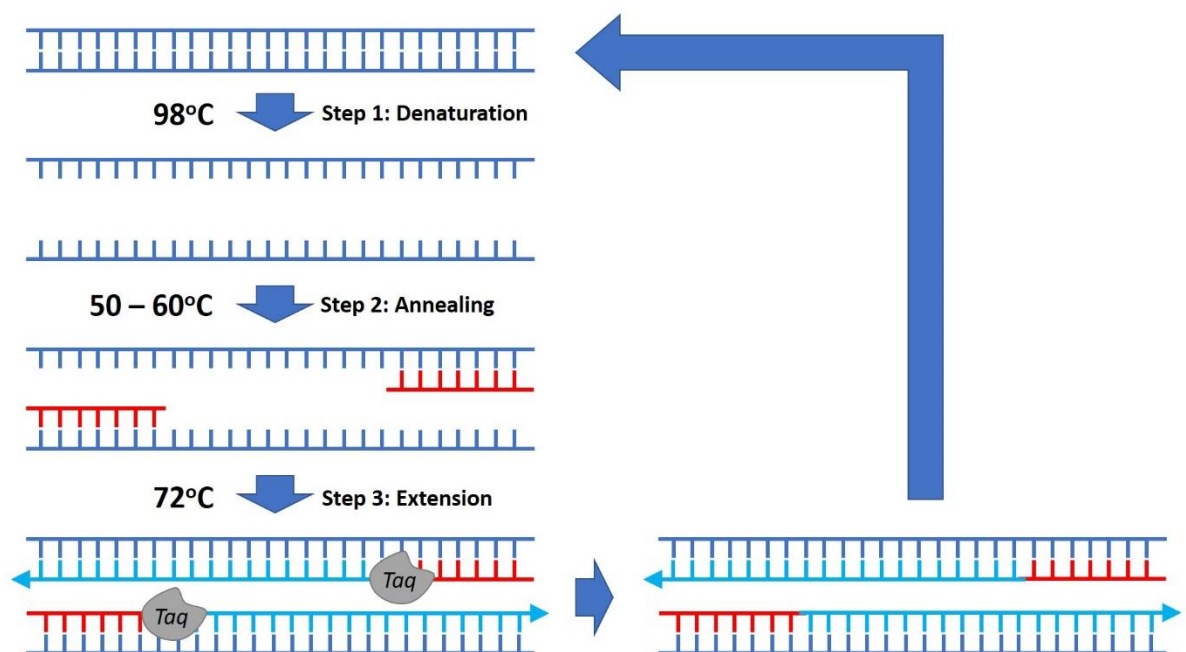 98°C Step 1: Denaturation
50 – 60°C Step 2: Annealing
72°C Step 3: Extension
Taq
Taq